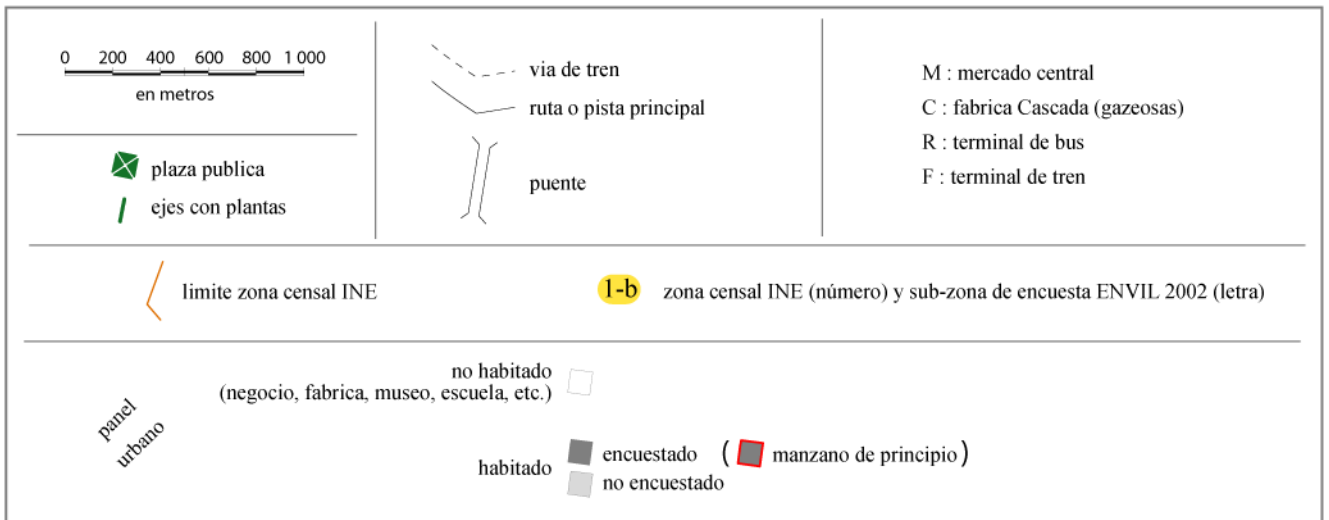 0 200 400 600 800 1 000
en metros
plaza publica
ejes con plantas
via de tren
ruta o pista principal
puente
M : mercado central
C : fabrica Cascada (gazeosas)
R : terminal de bus
F : terminal de tren
limite zona censal INE
1-b zona censal INE (número) y sub-zona de encuesta ENVIL 2002 (letra)
panel
urbano
no habitado
(negocio, fabrica, museo, escuela, etc.)
habitado
encuestado ( manzano de principio )
no encuestado